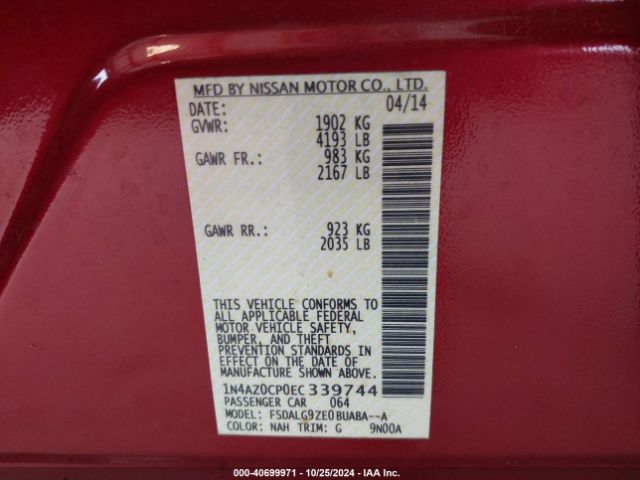 MFD BY NISSAN MOTOR CO., LTD.
DATE: 04/14
GVWR: 1902 KG
4193 LB
GAWR FR.: 983 KG
2167 LB
GAWR RR.: 923 KG
2035 LB
THIS VEHICLE CONFORMS TO
ALL APPLICABLE FEDERAL
MOTOR VEHICLE SAFETY,
BUMPER, AND THEFT
PREVENTION STANDARDS IN
EFFECT ON THE DATE OF
MANUFACTURE SHOWN ABOVE.
1N4AZ0CP0EC339744
PASSENGER CAR 064
MODEL: FSDALG9ZE0BUABA--A
COLOR: NAH TRIM: G 9N00A
000-40699971 - 10/25/2024 - IAA Inc.